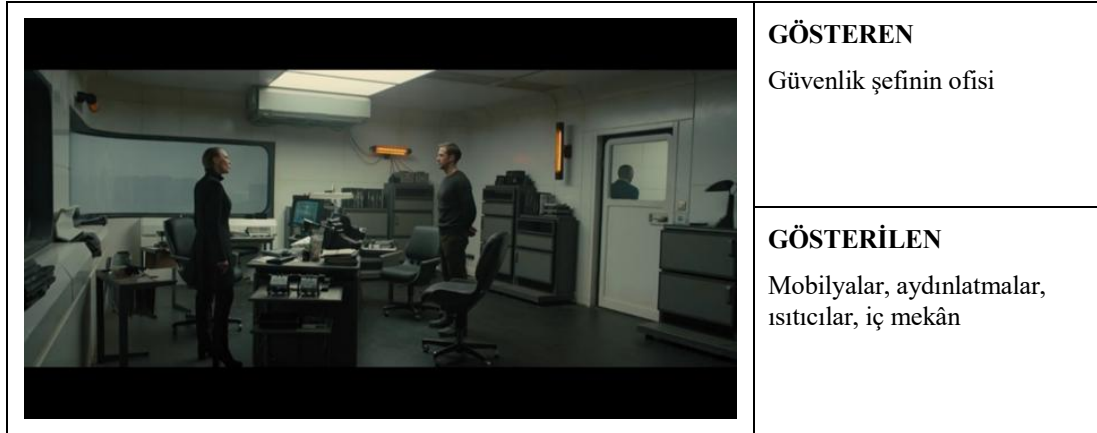 GÖSTEREN
Güvenlik şefinin ofisi
GÖSTERİLEN
Mobilyalar, aydınlatmalar,
ısıtıcılar, iç mekân